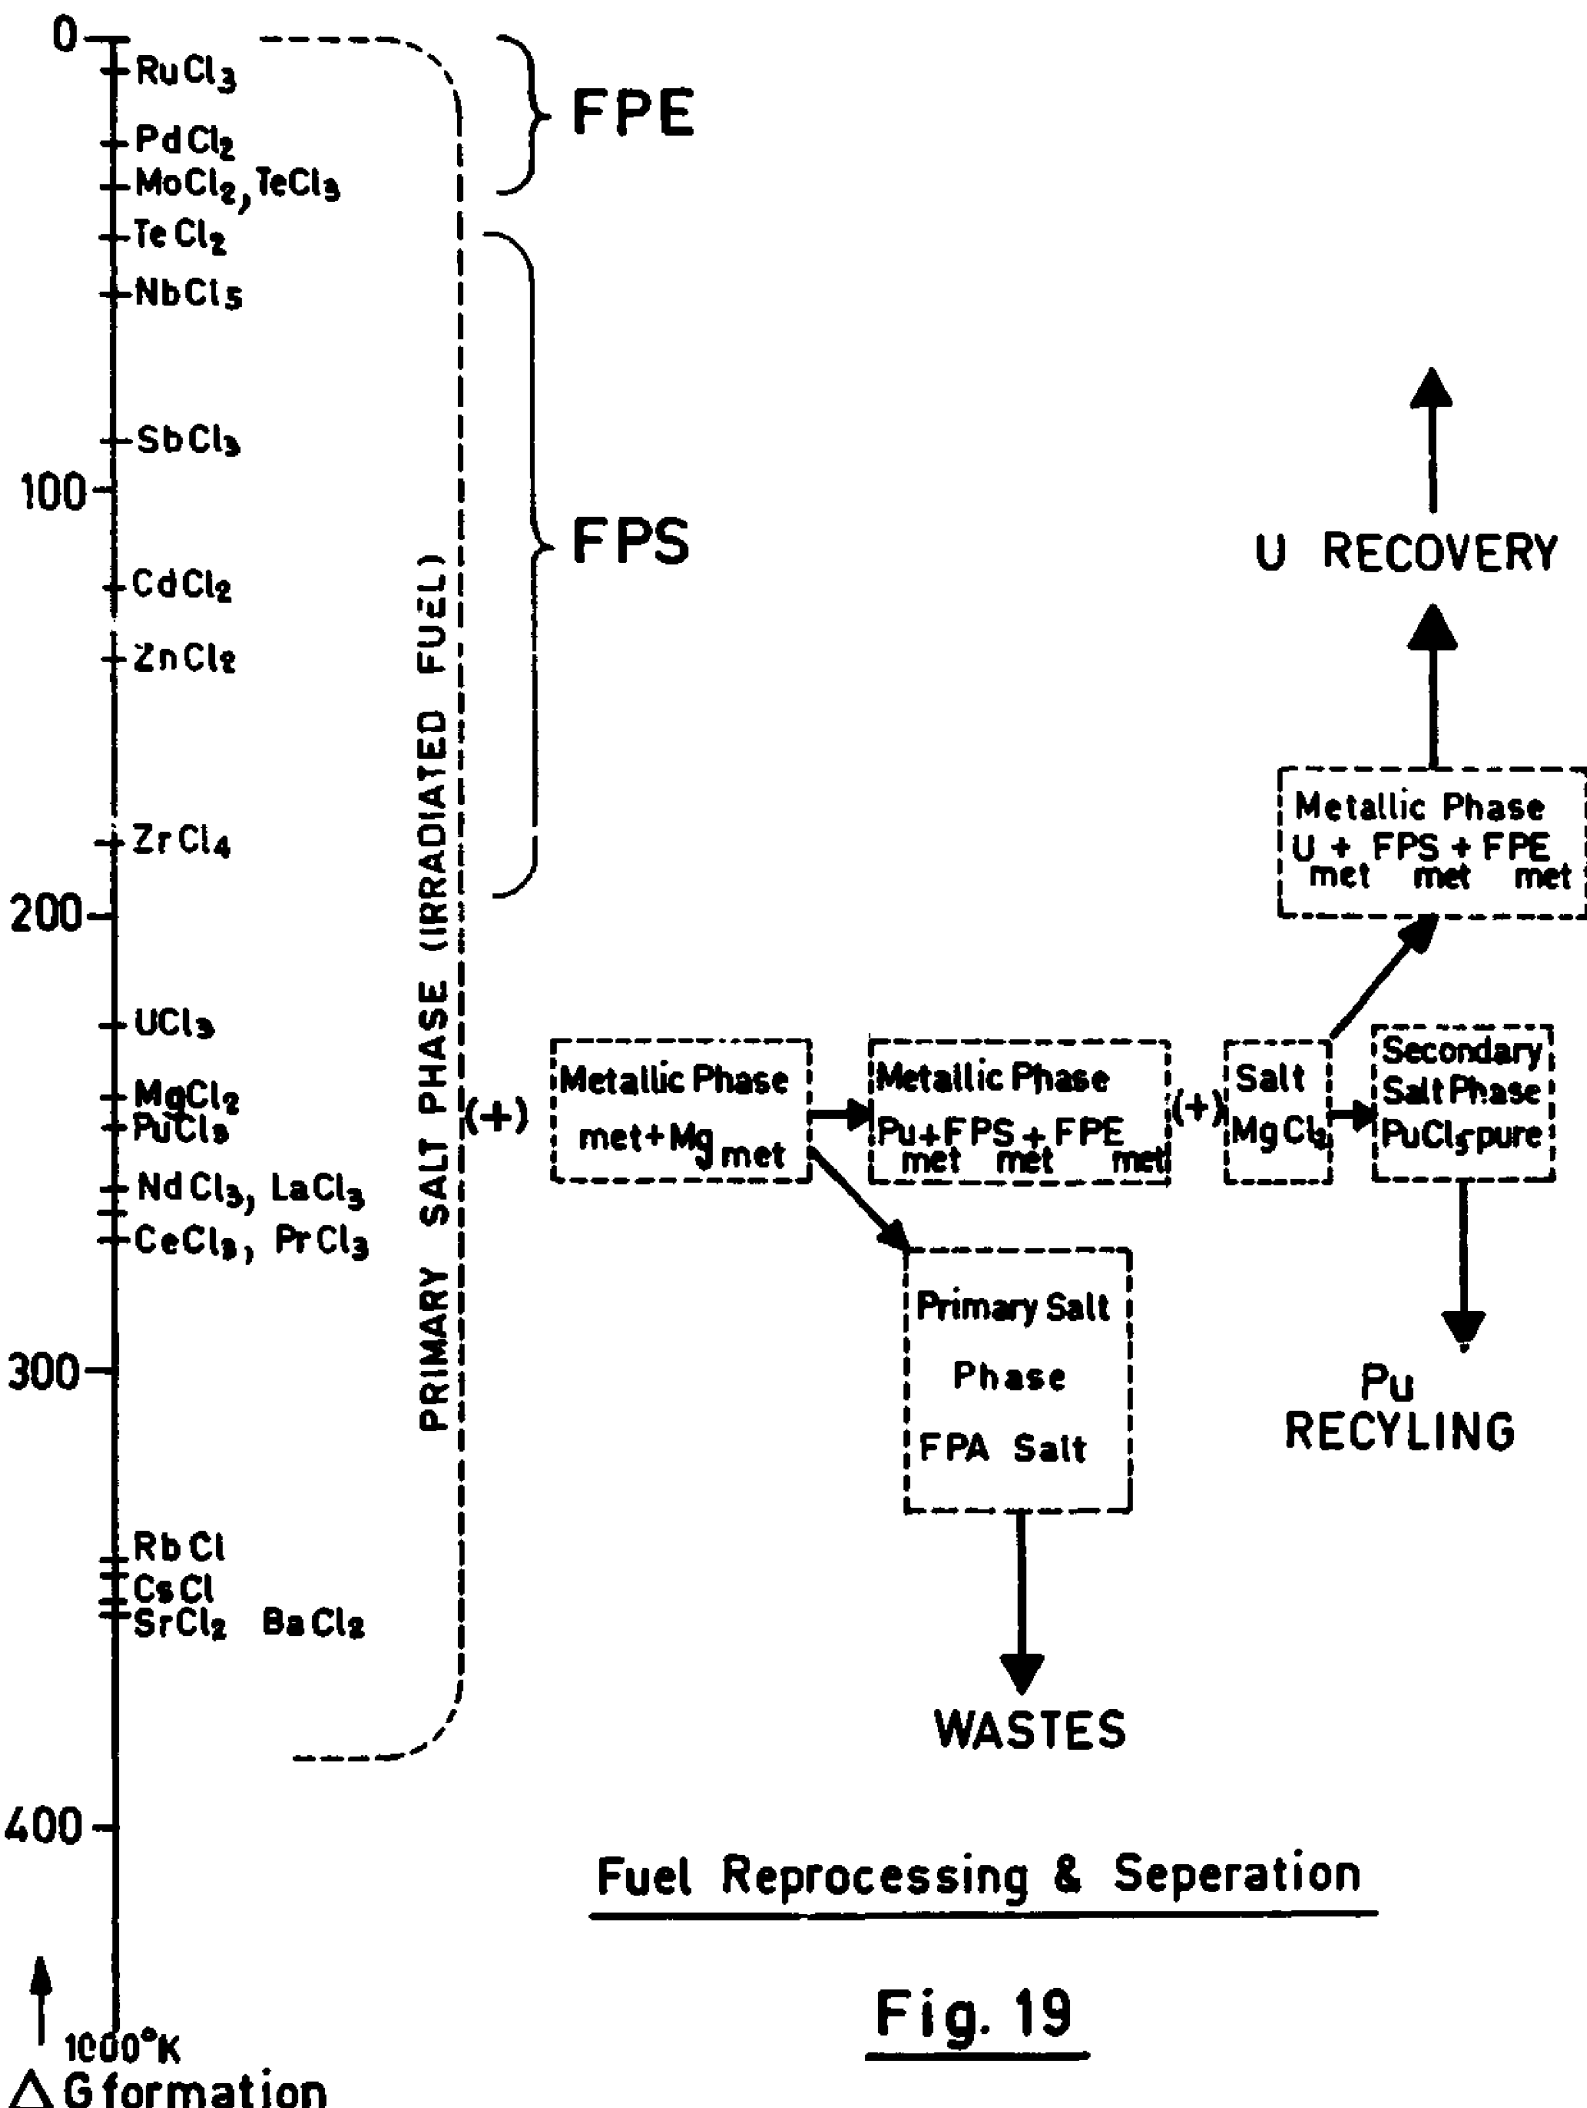 0
RuCl3
PdCl2
MoCl2, TeCl3
TeCl2
NbCl5
SbCl3
100
CdCl2
ZnCl2
ZrCl4
200
UCl3
MgCl2
PuCl3
NdCl3, LaCl3
CeCl3, PrCl3
300
RbCl
CsCl
SrCl2 BaCl2
400
1000°K
△ G formation
PRIMARY SALT PHASE (IRRADIATED FUEL)
FPE
FPS
(+)
Metallic Phase
met+Mg met
Metallic Phase
Pu+FPS+FPE
met met met
(+)
Salt
MgCl2
Secondary
Salt Phase
PuCl3-pure
Metallic Phase
U + FPS + FPE
met met met
U RECOVERY
Pu
RECYLING
Primary Salt
Phase
FPA Salt
WASTES
Fuel Reprocessing & Seperation
Fig. 19